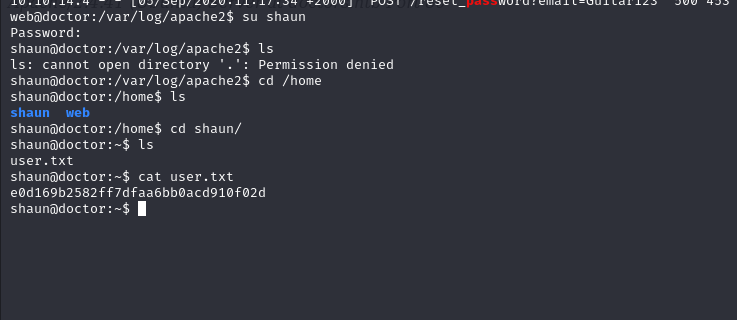 10.10.14.4 - - [05/Sep/2020:11:17:34 +2000] "POST /reset_password?email=Guitar123" 500 453
web@doctor:/var/log/apache2$ su shaun
Password:
shaun@doctor:/var/log/apache2$ ls
ls: cannot open directory '.': Permission denied
shaun@doctor:/var/log/apache2$ cd /home
shaun@doctor:/home$ ls
shaun  web
shaun@doctor:/home$ cd shaun/
shaun@doctor:~$ ls
user.txt
shaun@doctor:~$ cat user.txt
e0d169b2582ff7dfaa6bb0acd910f02d
shaun@doctor:~$